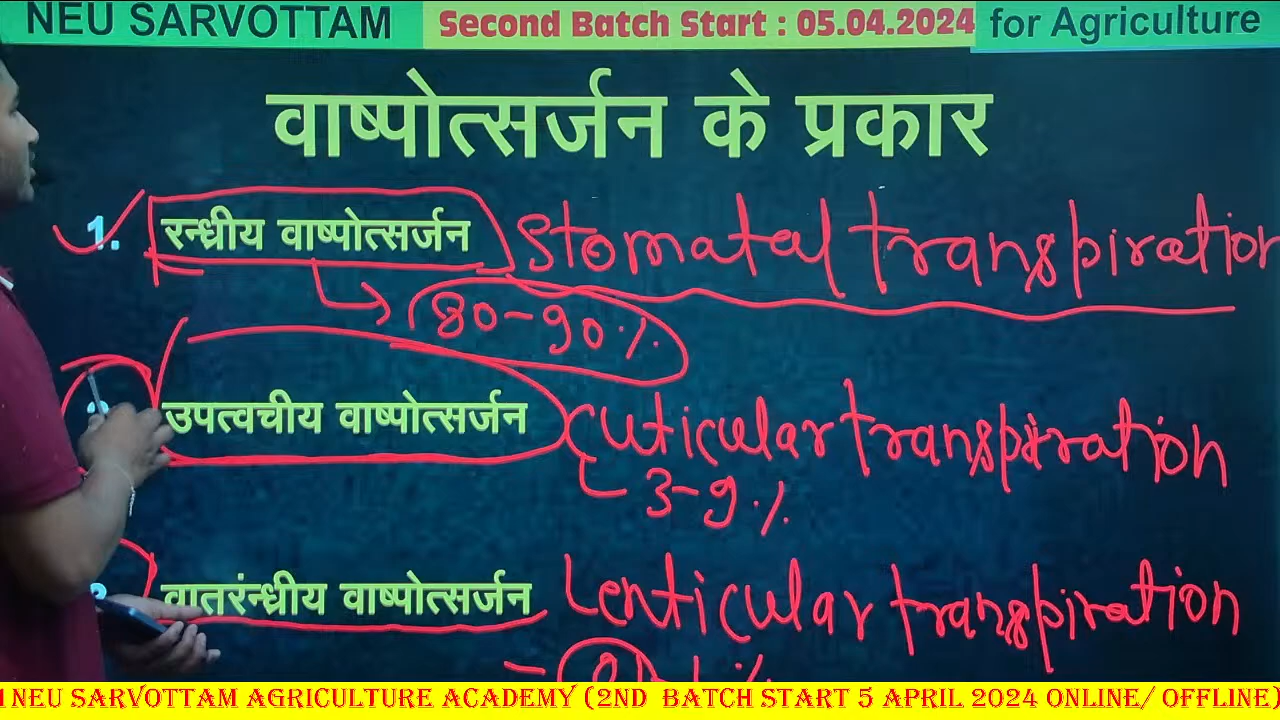 NEU SARVOTTAM Second Batch Start : 05.04.2024 for Agriculture
वाष्पोत्सर्जन के प्रकार
1. रन्ध्रीय वाष्पोत्सर्जन Stomatal transpiration
80-90%
उपत्वचीय वाष्पोत्सर्जन Cuticular transpiration
3-9%
वातरंन्ध्रीय वाष्पोत्सर्जन Lenticular transpiration
NEU SARVOTTAM AGRICULTURE ACADEMY (2ND BATCH START 5 APRIL 2024 ONLINE/ OFFLINE)